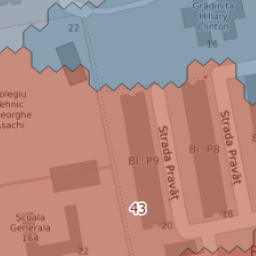 Grădinița
Hillary
Clinton
22
16
olegiu
ehnic
eorghe
sachi
Bl. P9
Strada Pravăț
Bl. P8
Strada Pravăț
43
Școala
Generala
164
20
18
22